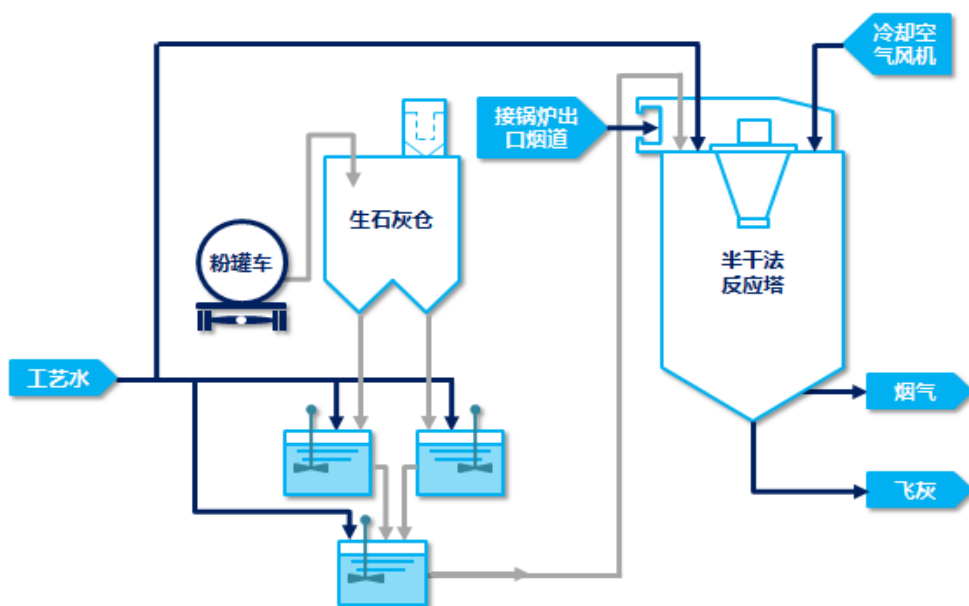 冷却空
气风机
接锅炉出
口烟道
生石灰仓
粉罐车
半干法
反应塔
工艺水
烟气
飞灰